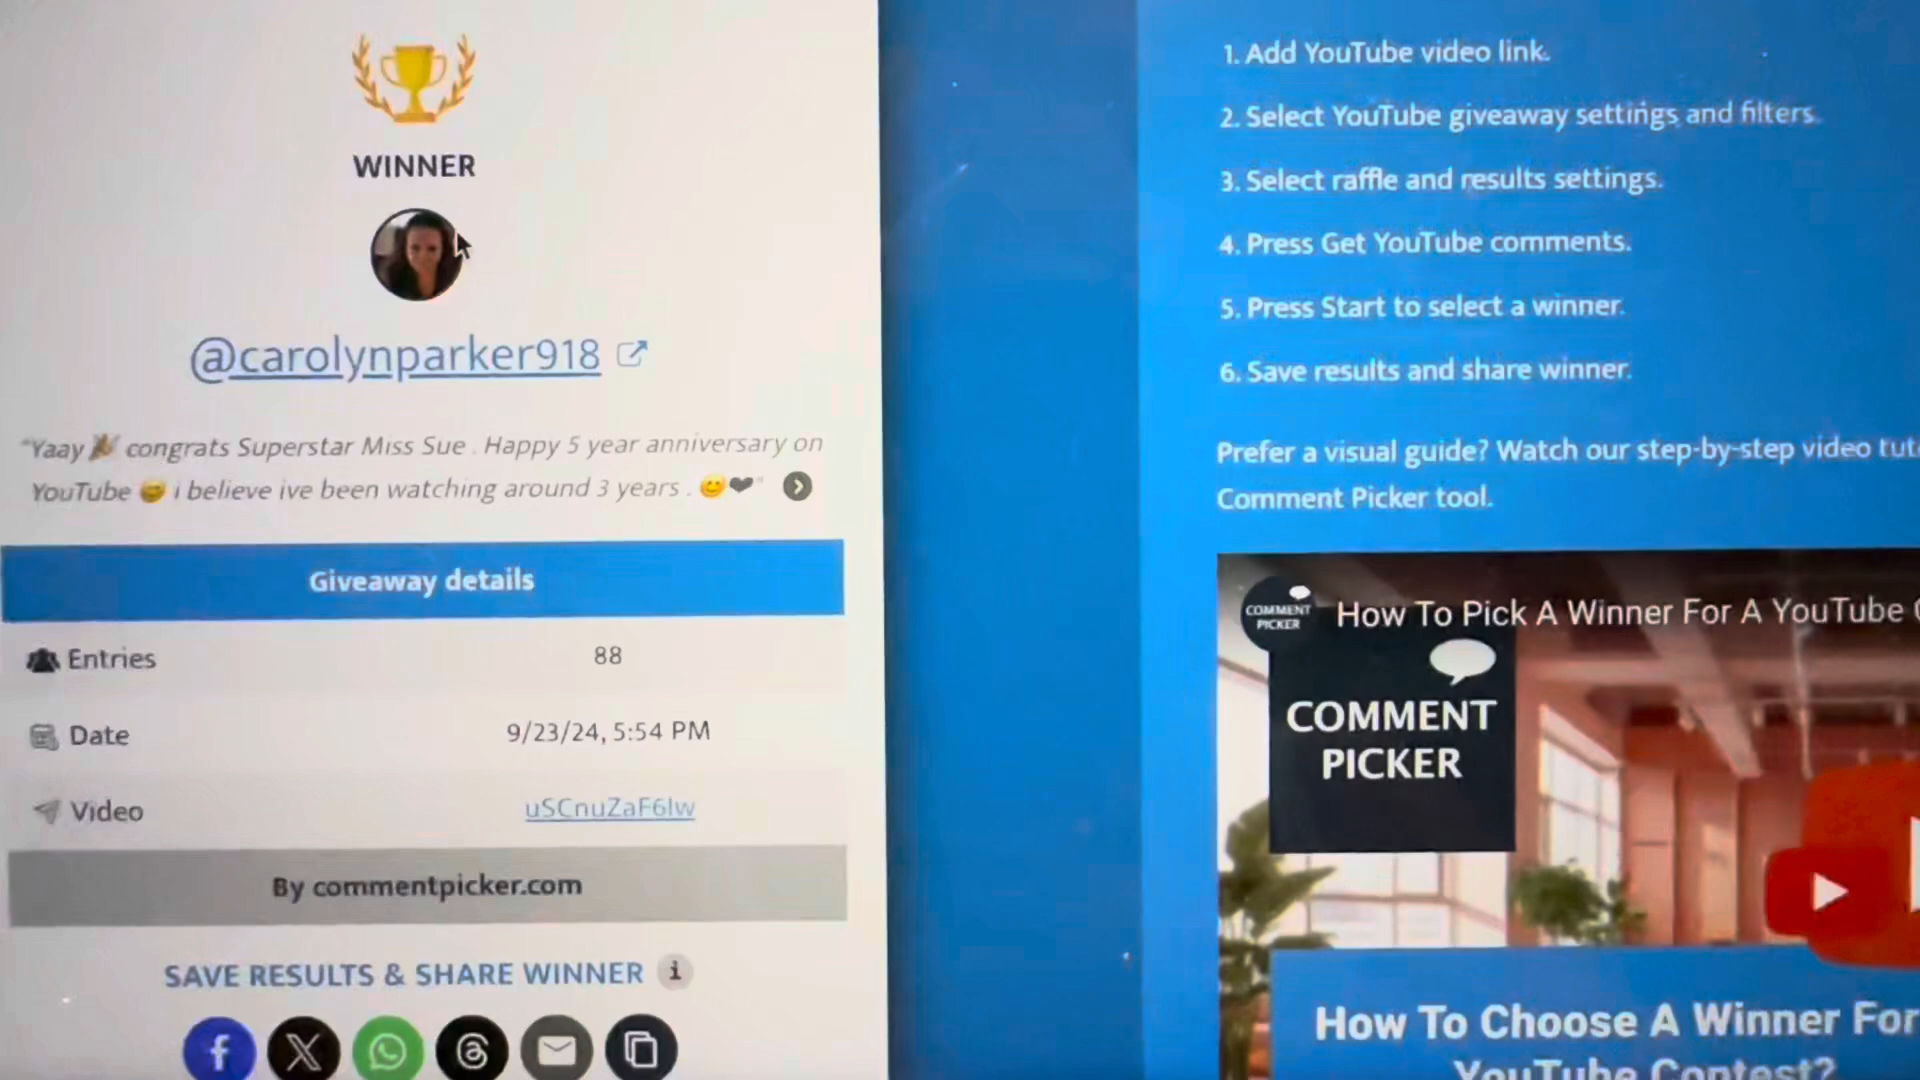 WINNER
@carolynparker918
"Yaay 🎉 congrats Superstar Miss Sue . Happy 5 year anniversary on
YouTube 😊 i believe ive been watching around 3 years . 😊❤"
Giveaway details
Entries 88
Date 9/23/24, 5:54 PM
Video uSCnuZaF6lw
By commentpicker.com
SAVE RESULTS & SHARE WINNER i
1. Add YouTube video link.
2. Select YouTube giveaway settings and filters.
3. Select raffle and results settings.
4. Press Get YouTube comments.
5. Press Start to select a winner.
6. Save results and share winner.
Prefer a visual guide? Watch our step-by-step video tut
Comment Picker tool.
COMMENT
PICKER
How To Pick A Winner For A YouTube
COMMENT
PICKER
How To Choose A Winner For
YouTube Contest?